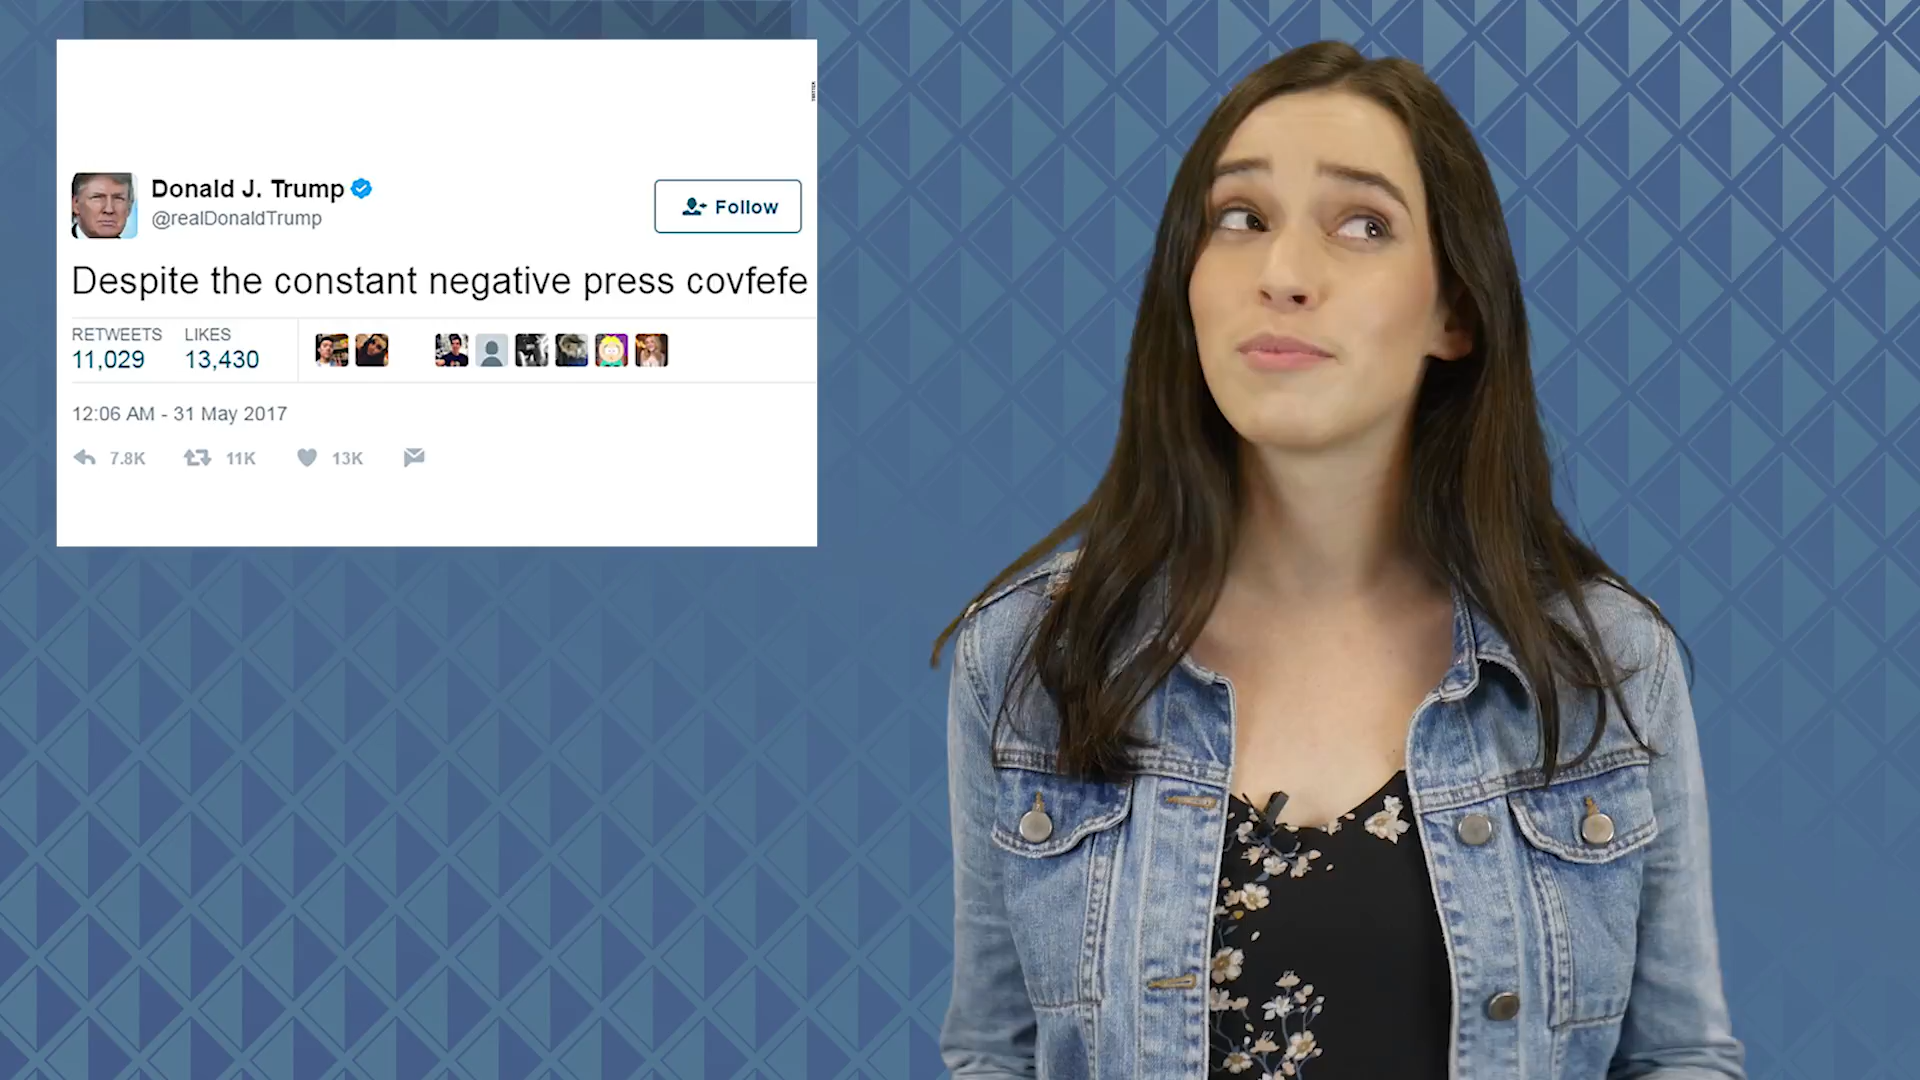 Donald J. Trump
@realDonaldTrump
Follow
Despite the constant negative press covfefe
RETWEETS LIKES
11,029 13,430
12:06 AM - 31 May 2017
7.8K 11K 13K